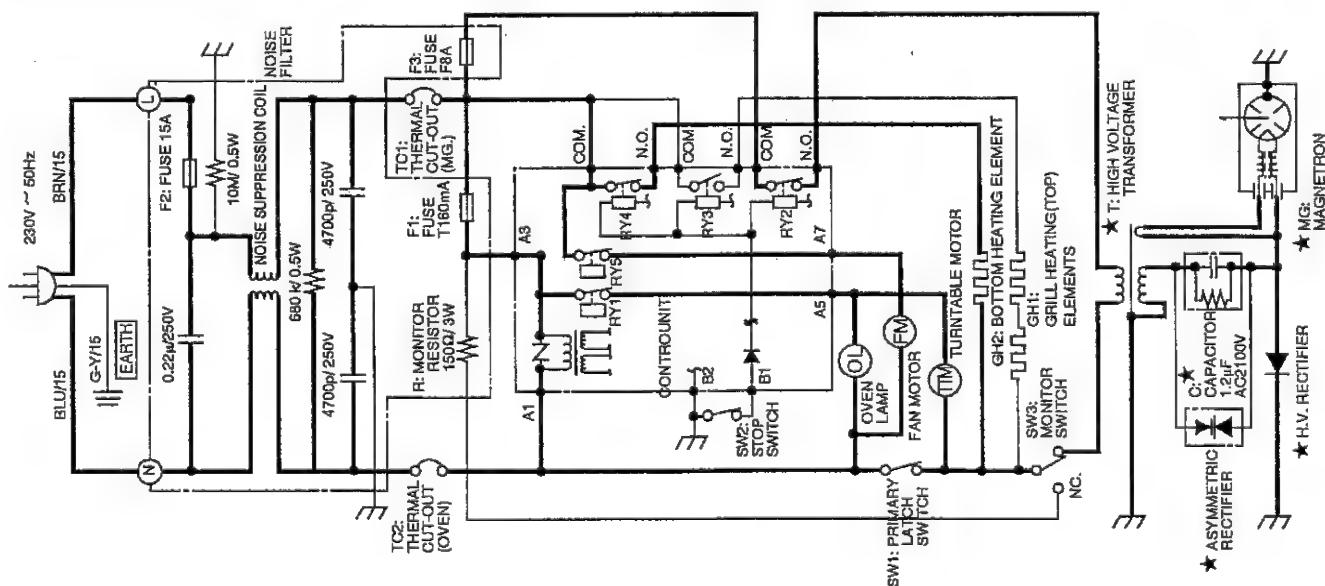 230V ~ 50Hz
BRN/15
BLU/15
G-Y/15
EARTH
L
N
F2: FUSE 15A
0.22µ/250V
10M/ 0.5W
NOISE SUPPRESSION COIL
NOISE
FILTER
680 k/ 0.5W
4700p/ 250V
4700p/ 250V
TC1:
THERMAL
CUT-OUT
(MG.)
TC2:
THERMAL
CUT-OUT
(OVEN)
F3:
FUSE
F8A
F1:
FUSE
T160mA
R: MONITOR
RESISTOR
150Ω/ 3W
A3
A1
COM.
N.O.
COM.
N.O.
COM
N.O.
RY4
RY3
RY2
RY5
RY1
A7
A5
CONTROUNIT
B2
B1
SW2:
STOP
SWITCH
OL
OVEN
LAMP
FM
FAN MOTOR
TTM
TURNTABLE MOTOR
GH2: BOTTOM HEATING ELEMENT
GH1:
GRILL HEATING(TOP)
ELEMENTS
SW1: PRIMARY
LATCH
SWITCH
SW3:
MONITOR
SWITCH
NC.
★ T: HIGH VOLTAGE
TRANSFORMER
★ C:
CAPACITOR
1.2µF
AC2100V
★ ASYMMETRIC
RECTIFIER
★ H.V. RECTIFIER
★ MG:
MAGNETRON